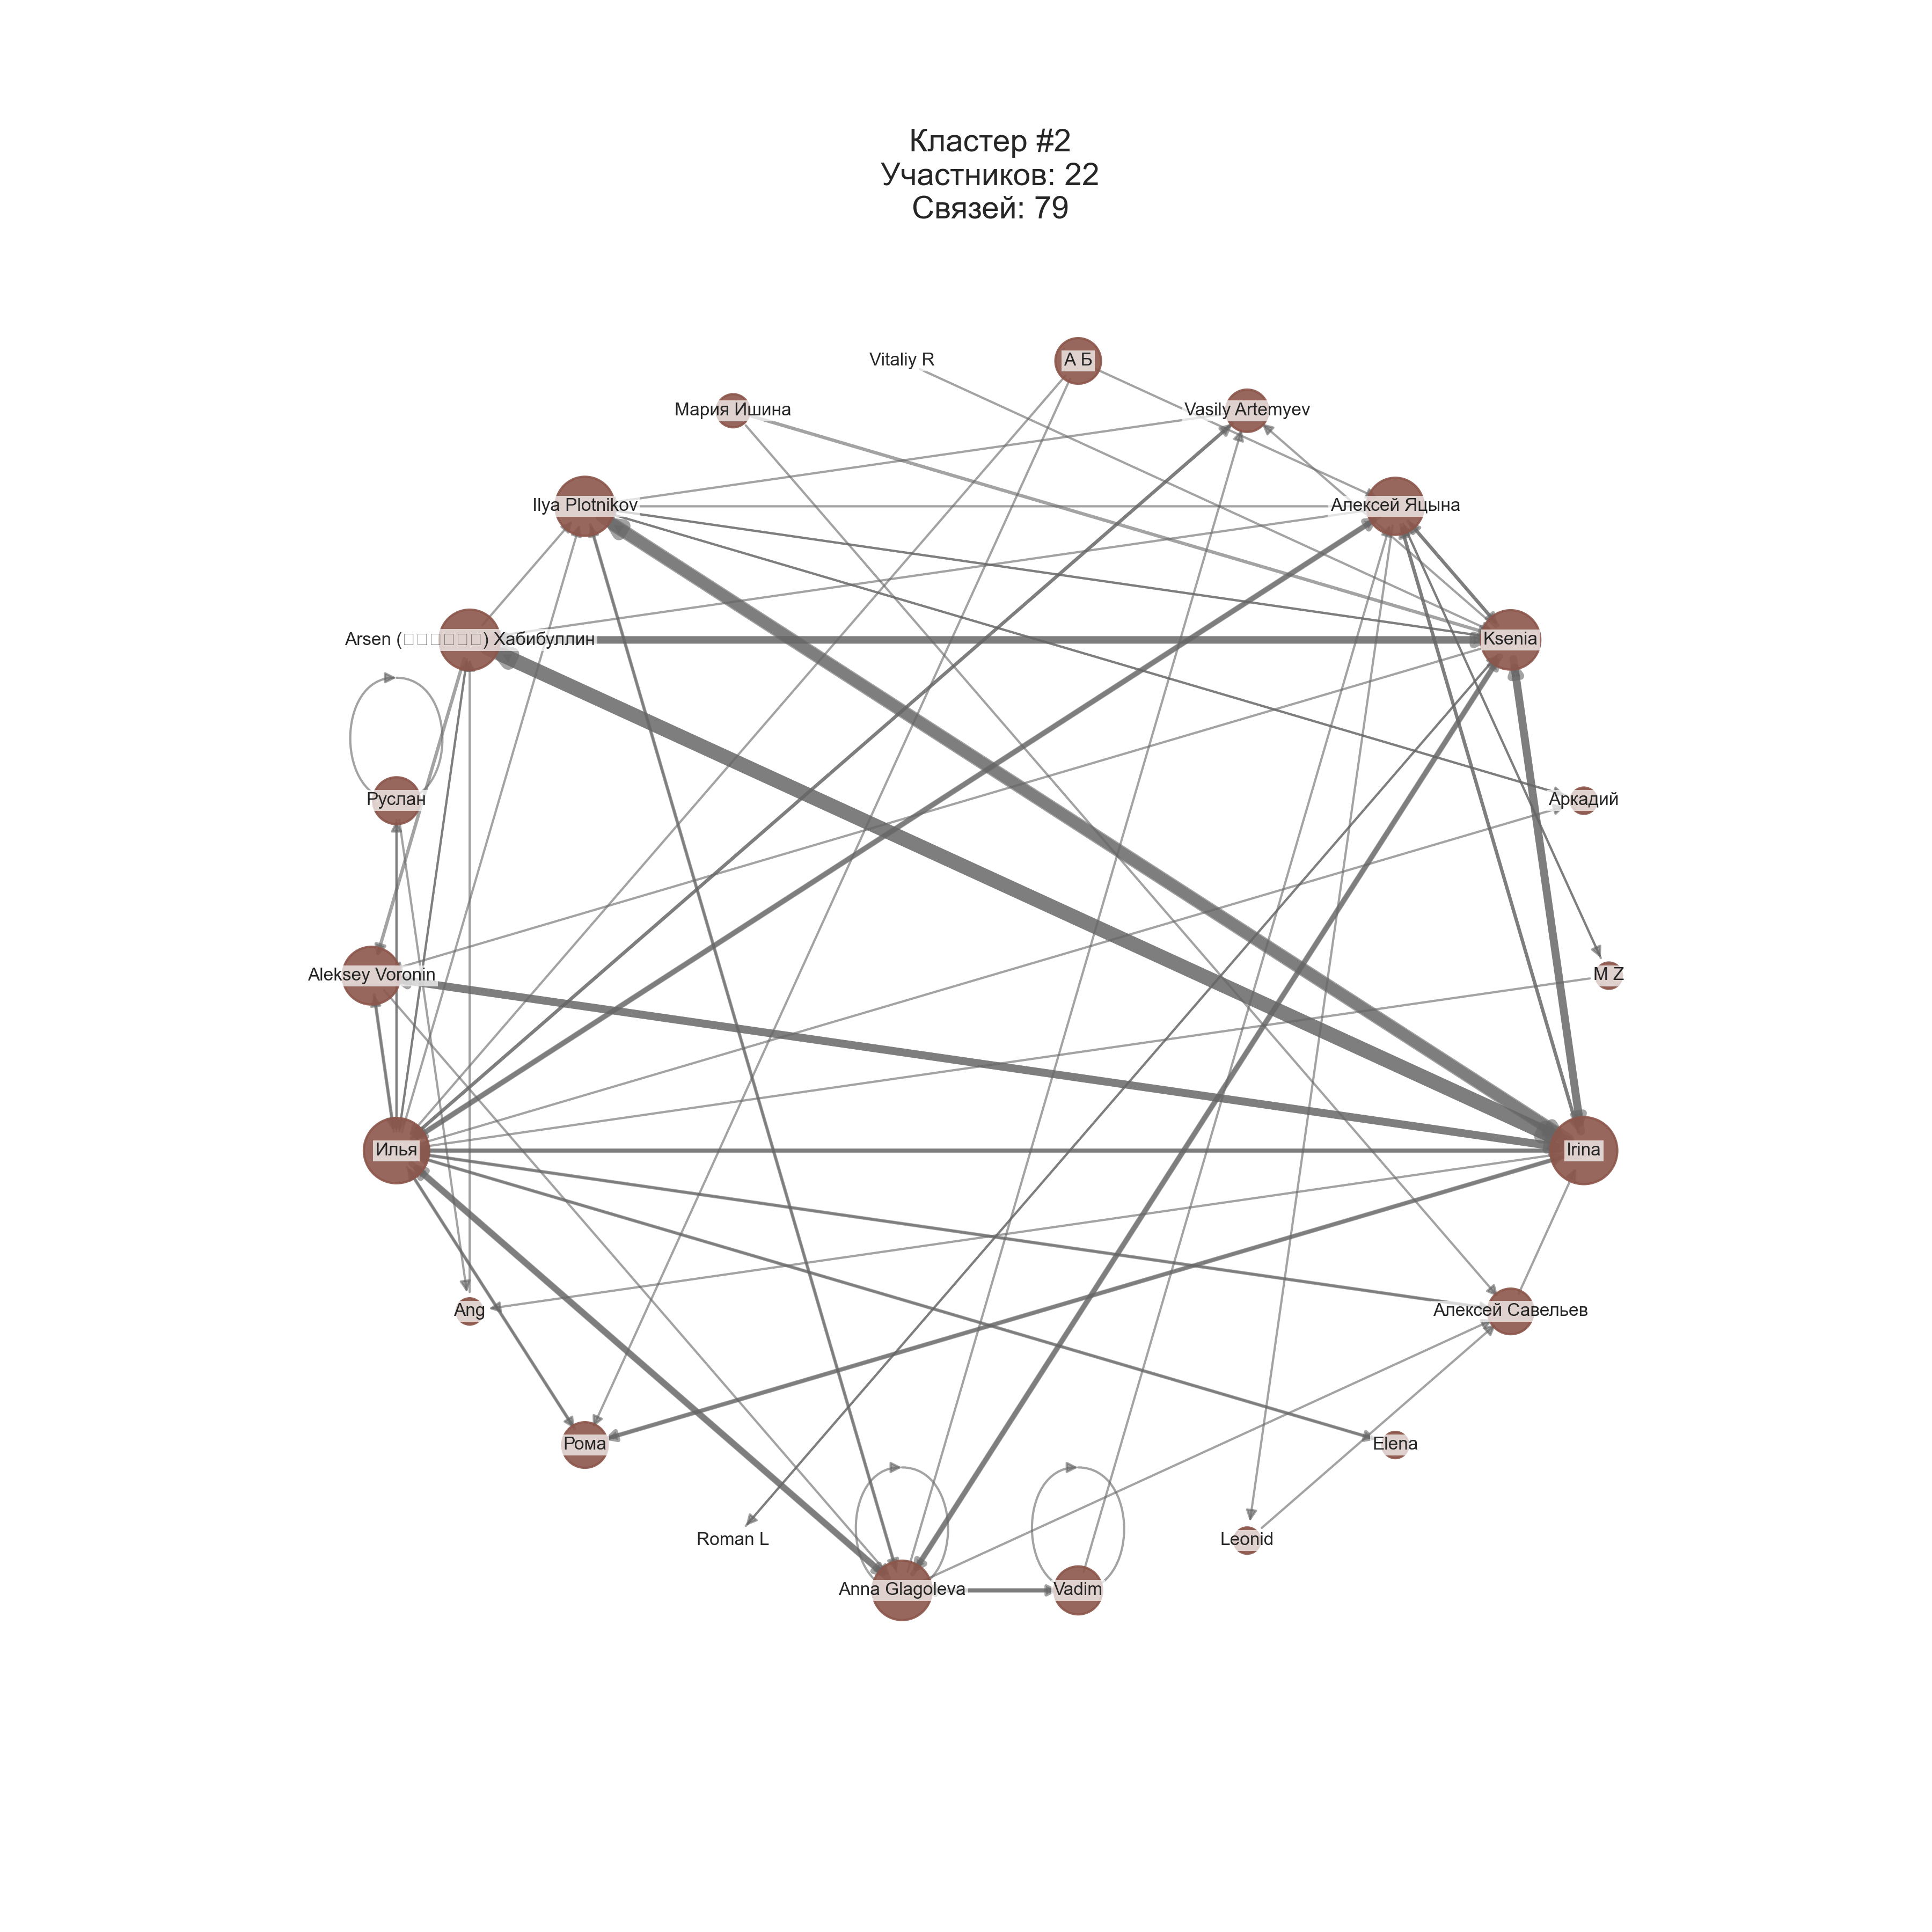 Кластер #2
Участников: 22
Связей: 79
Vitaliy R
А Б
Мария Ишина
Vasily Artemyev
Ilya Plotnikov
Алексей Яцына
Arsen (□□□□□□) Хабибуллин
Ksenia
Руслан
Аркадий
Aleksey Voronin
M Z
Илья
Irina
Ang
Алексей Савельев
Рома
Elena
Roman L
Leonid
Anna Glagoleva
Vadim